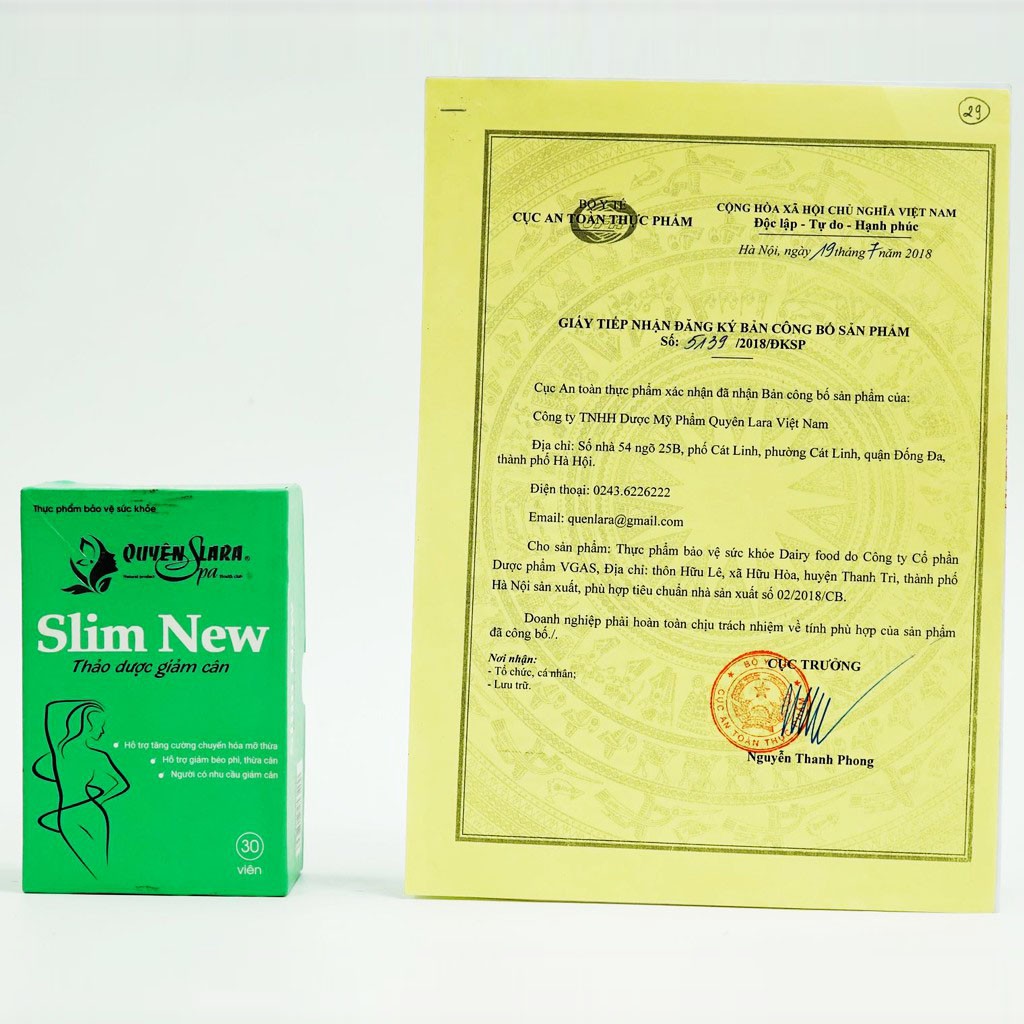 Thực phẩm bảo vệ sức khỏe
QUYÊN LARA®
Spa
Natural product Health club
Slim New
Thảo dược giảm cân
Hỗ trợ tăng cường chuyển hóa mỡ thừa
Hỗ trợ giảm béo phì, thừa cân
Người có nhu cầu giảm cân
30
viên
29
BỘ Y TẾ
CỤC AN TOÀN THỰC PHẨM
CỘNG HÒA XÃ HỘI CHỦ NGHĨA VIỆT NAM
Độc lập - Tự do - Hạnh phúc
Hà Nội, ngày 19 tháng 7 năm 2018
GIẤY TIẾP NHẬN ĐĂNG KÝ BẢN CÔNG BỐ SẢN PHẨM
Số: 5139 /2018/ĐKSP
Cục An toàn thực phẩm xác nhận đã nhận Bản công bố sản phẩm của:
Công ty TNHH Dược Mỹ Phẩm Quyên Lara Việt Nam
Địa chỉ: Số nhà 54 ngõ 25B, phố Cát Linh, phường Cát Linh, quận Đống Đa,
thành phố Hà Hội.
Điện thoại: 0243.6226222
Email: quenlara@gmail.com
Cho sản phẩm: Thực phẩm bảo vệ sức khỏe Dairy food do Công ty Cổ phần
Dược phẩm VGAS, Địa chỉ: thôn Hữu Lê, xã Hữu Hòa, huyện Thanh Trì, thành phố
Hà Nội sản xuất, phù hợp tiêu chuẩn nhà sản xuất số 02/2018/CB.
Doanh nghiệp phải hoàn toàn chịu trách nhiệm về tính phù hợp của sản phẩm
đã công bố./.
Nơi nhận:
- Tổ chức, cá nhân;
- Lưu trữ.
CỤC TRƯỞNG
BỘ Y
CỤC AN TOÀN THỰC
Nguyễn Thanh Phong